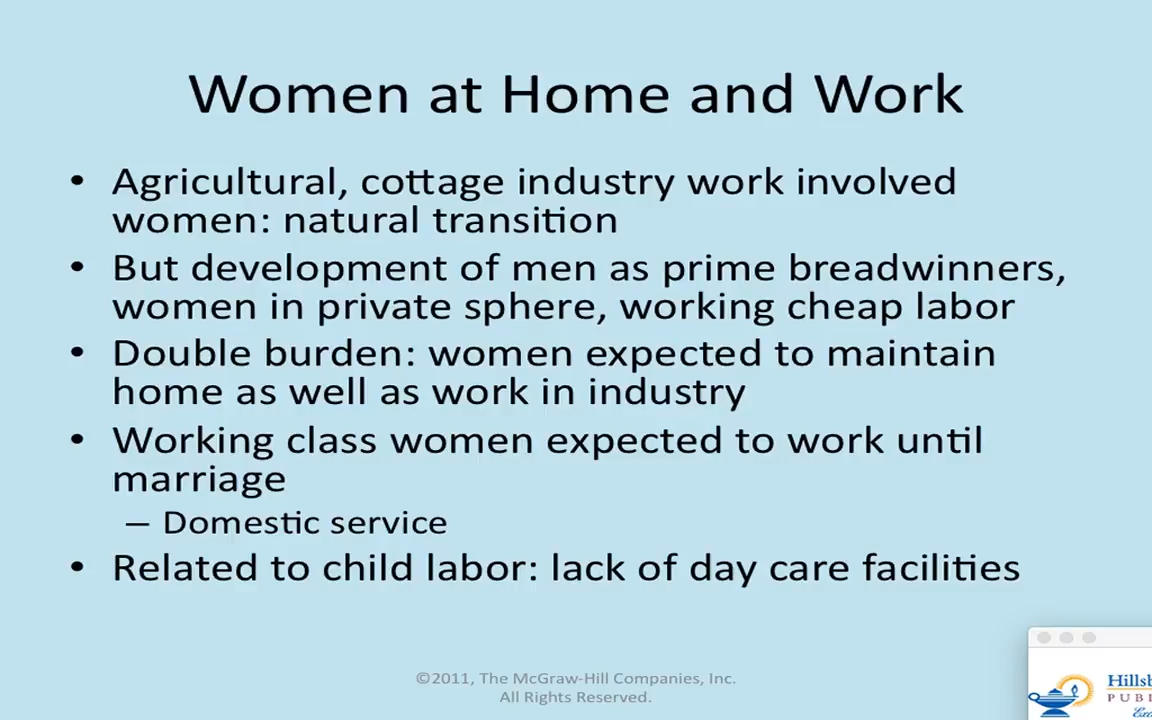 Women at Home and Work
• Agricultural, cottage industry work involved
women: natural transition
• But development of men as prime breadwinners,
women in private sphere, working cheap labor
• Double burden: women expected to maintain
home as well as work in industry
• Working class women expected to work until
marriage
– Domestic service
• Related to child labor: lack of day care facilities
©2011, The McGraw-Hill Companies, Inc.
All Rights Reserved.